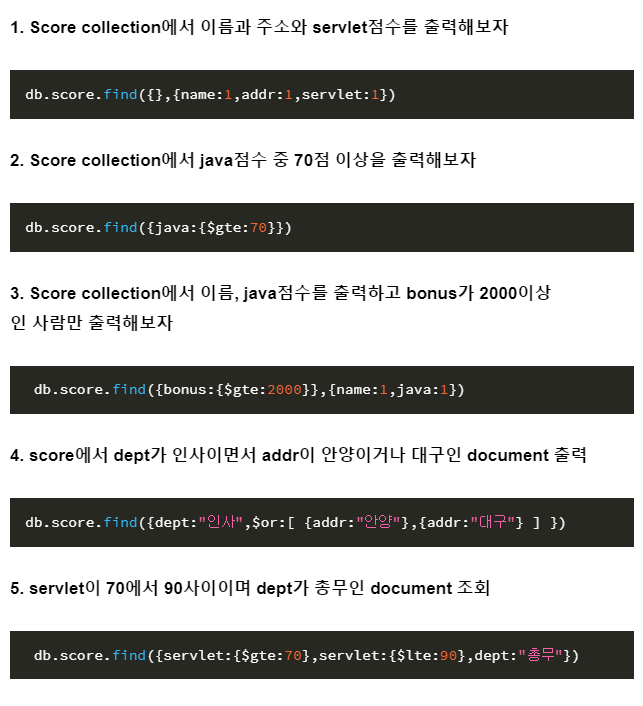 1. Score collection에서 이름과 주소와 servlet점수를 출력해보자
db.score.find({},{name:1,addr:1,servlet:1})
2. Score collection에서 java점수 중 70점 이상을 출력해보자
db.score.find({java:{$gte:70}})
3. Score collection에서 이름, java점수를 출력하고 bonus가 2000이상
인 사람만 출력해보자
db.score.find({bonus:{$gte:2000}},{name:1,java:1})
4. score에서 dept가 인사이면서 addr이 안양이거나 대구인 document 출력
db.score.find({dept:"인사",$or:[ {addr:"안양"},{addr:"대구"} ] })
5. servlet이 70에서 90사이이며 dept가 총무인 document 조회
db.score.find({servlet:{$gte:70},servlet:{$lte:90},dept:"총무"})